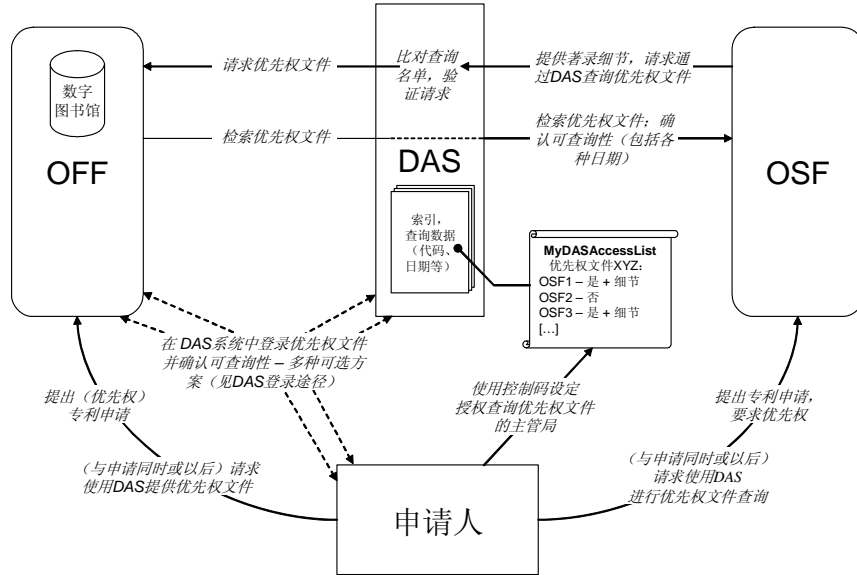 数字
图书馆
OFF
请求优先权文件
比对查询
名单，验
证请求
提供著录细节，请求通
过DAS查询优先权文件
检索优先权文件
DAS
检索优先权文件；确
认可查询性（包括各
种日期）
OSF
索引，
查询数据
（代码、
日期等）
MyDASAccessList
优先权文件XYZ：
OSF1 – 是 + 细节
OSF2 – 否
OSF3 – 是 + 细节
[…]
在 DAS系统中登录优先权文件
并确认可查询性 – 多种可选方
案（见DAS登录途径）
提出（优先权）
专利申请
使用控制码设定
授权查询优先权文件
的主管局
提出专利申请，
要求优先权
（与申请同时或以后）请求
使用DAS提供优先权文件
（与申请同时或以后）
请求使用DAS
进行优先权文件查询
申请人